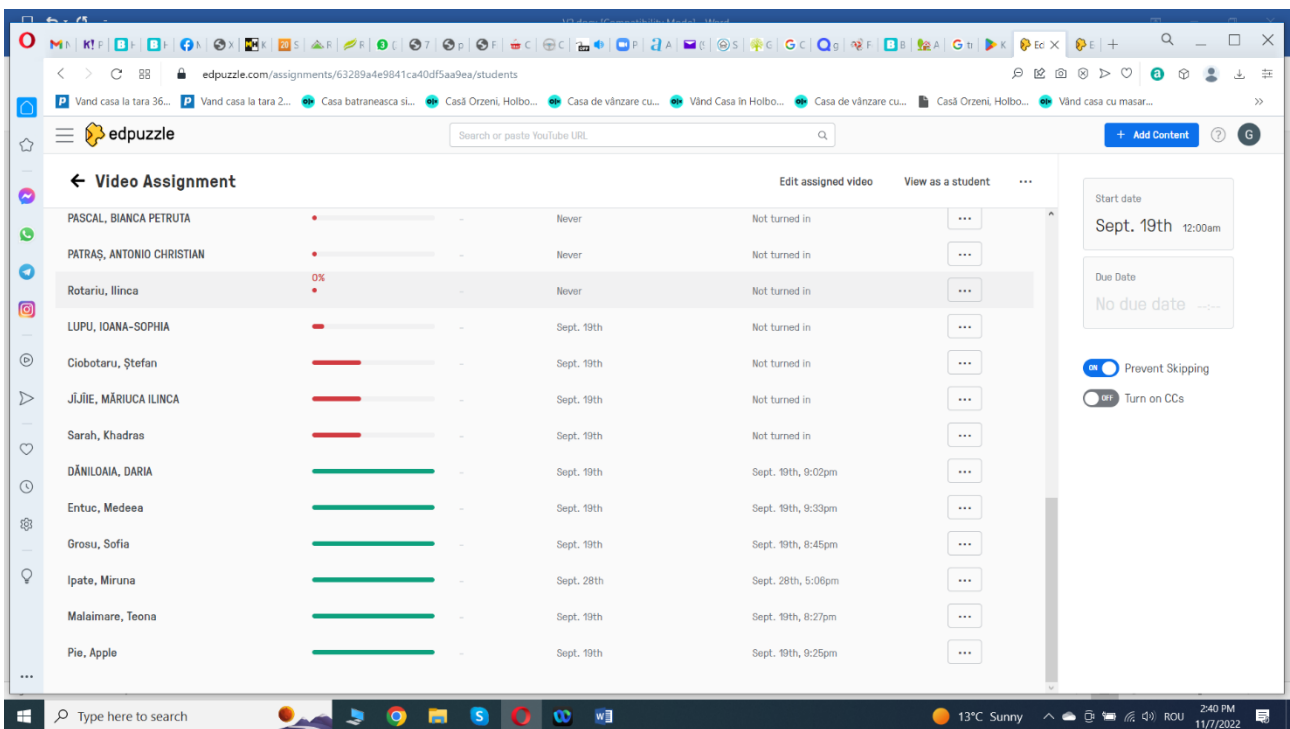 edpuzzle.com/assignments/63289a4e9841ca40df5aa9ea/students
Vand casa la tara 36... Vand casa la tara 2... Casa batraneasca si... Casă Orzeni, Holbo... Casa de vânzare cu... Vând Casa în Holbo... Casa de vânzare cu... Casă Orzeni, Holbo... Vând casa cu masar...
edpuzzle Search or paste YouTube URL + Add Content ? G
Video Assignment Edit assigned video View as a student ...
PASCAL, BIANCA PETRUTA - Never Not turned in ...
PATRAȘ, ANTONIO CHRISTIAN - Never Not turned in ...
0%
Rotariu, Ilinca - Never Not turned in ...
LUPU, IOANA-SOPHIA - Sept. 19th Not turned in ...
Ciobotaru, Ștefan - Sept. 19th Not turned in ...
JÎJÎIE, MĂRIUCA ILINCA - Sept. 19th Not turned in ...
Sarah, Khadras - Sept. 19th Not turned in ...
DĂNILOAIA, DARIA - Sept. 19th Sept. 19th, 9:02pm ...
Entuc, Medeea - Sept. 19th Sept. 19th, 9:33pm ...
Grosu, Sofia - Sept. 19th Sept. 19th, 8:45pm ...
Ipate, Miruna - Sept. 28th Sept. 28th, 5:06pm ...
Malaimare, Teona - Sept. 19th Sept. 19th, 8:27pm ...
Pie, Apple - Sept. 19th Sept. 19th, 9:25pm ...
Start date
Sept. 19th 12:00am
Due Date
No due date --:--
ON Prevent Skipping
OFF Turn on CCs
Type here to search 13°C Sunny ROU 2:40 PM
11/7/2022